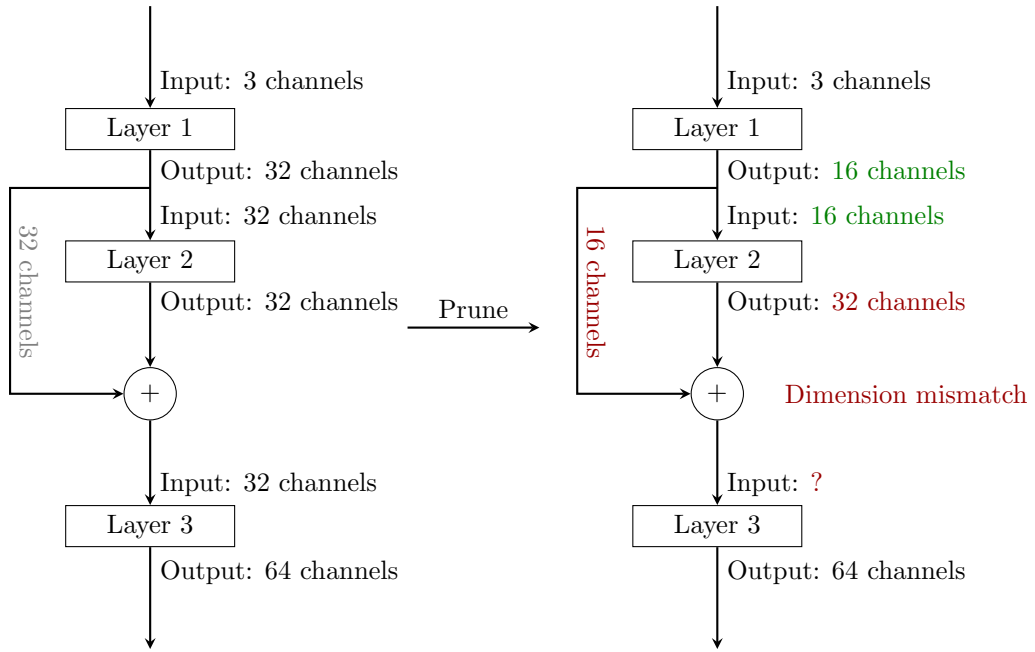 Input: 3 channels
Layer 1
Output: 32 channels
Input: 32 channels
32 channels
Layer 2
Output: 32 channels
+
Input: 32 channels
Layer 3
Output: 64 channels
Prune
Input: 3 channels
Layer 1
Output: 16 channels
Input: 16 channels
16 channels
Layer 2
Output: 32 channels
+
Dimension mismatch
Input: ?
Layer 3
Output: 64 channels